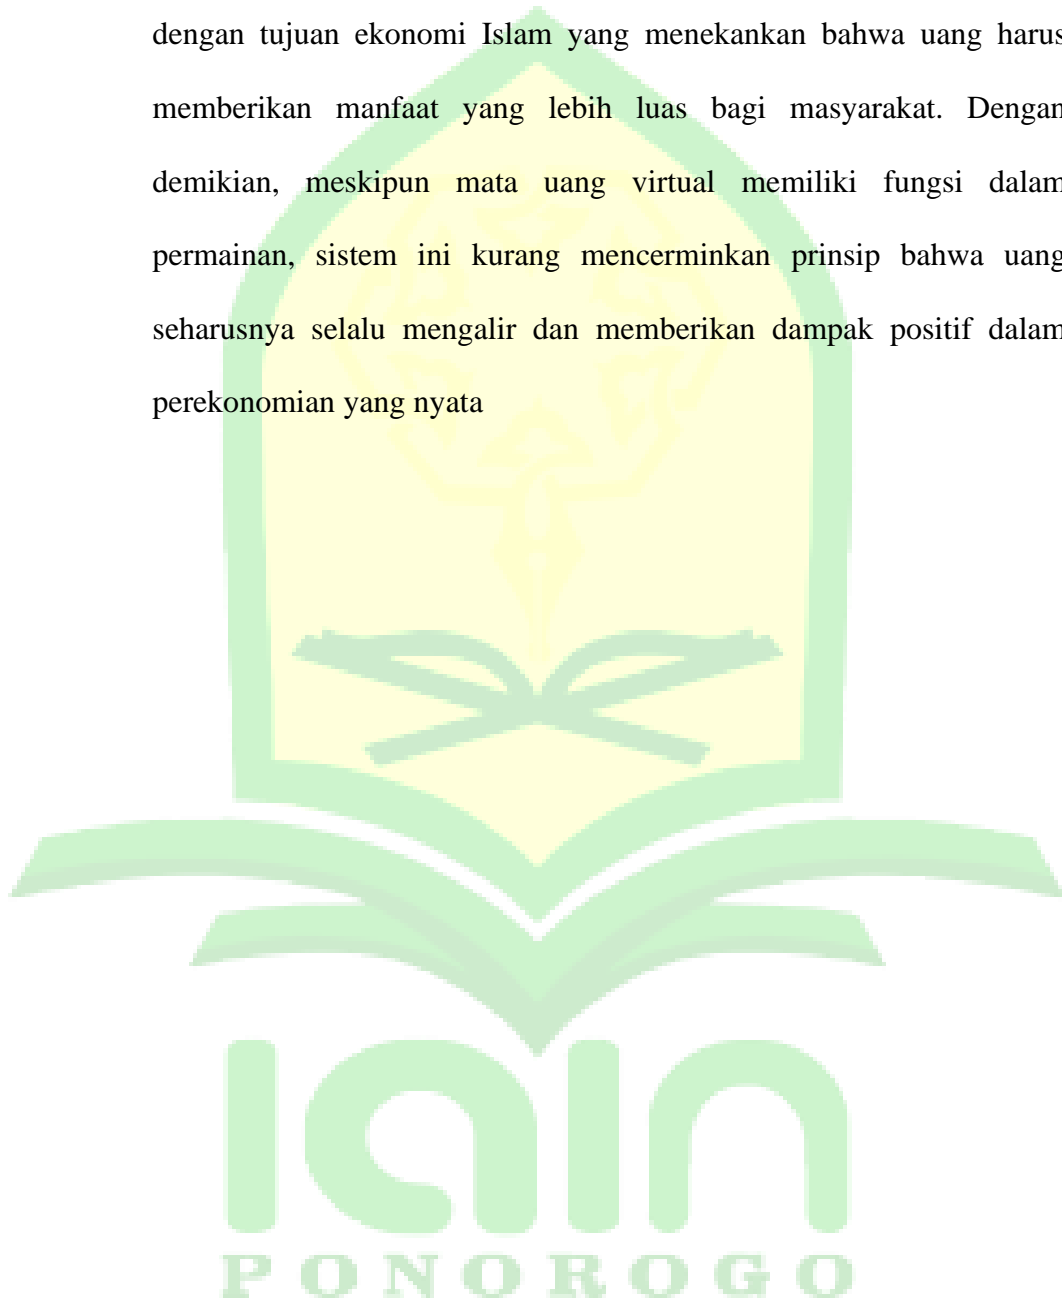 dengan tujuan ekonomi Islam yang menekankan bahwa uang harus
memberikan manfaat yang lebih luas bagi masyarakat. Dengan
demikian, meskipun mata uang virtual memiliki fungsi dalam
permainan, sistem ini kurang mencerminkan prinsip bahwa uang
seharusnya selalu mengalir dan memberikan dampak positif dalam
perekonomian yang nyata
iain
PONOROGO